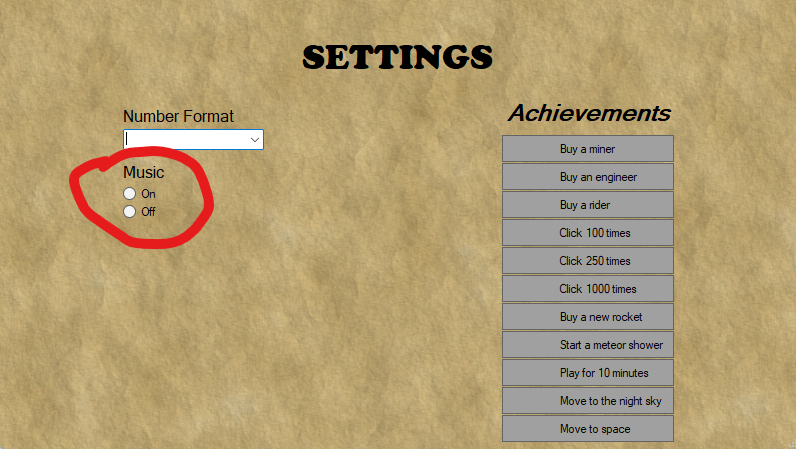 SETTINGS
Number Format
Music
On
Off
Achievements
Buy a miner
Buy an engineer
Buy a rider
Click 100 times
Click 250 times
Click 1000 times
Buy a new rocket
Start a meteor shower
Play for 10 minutes
Move to the night sky
Move to space